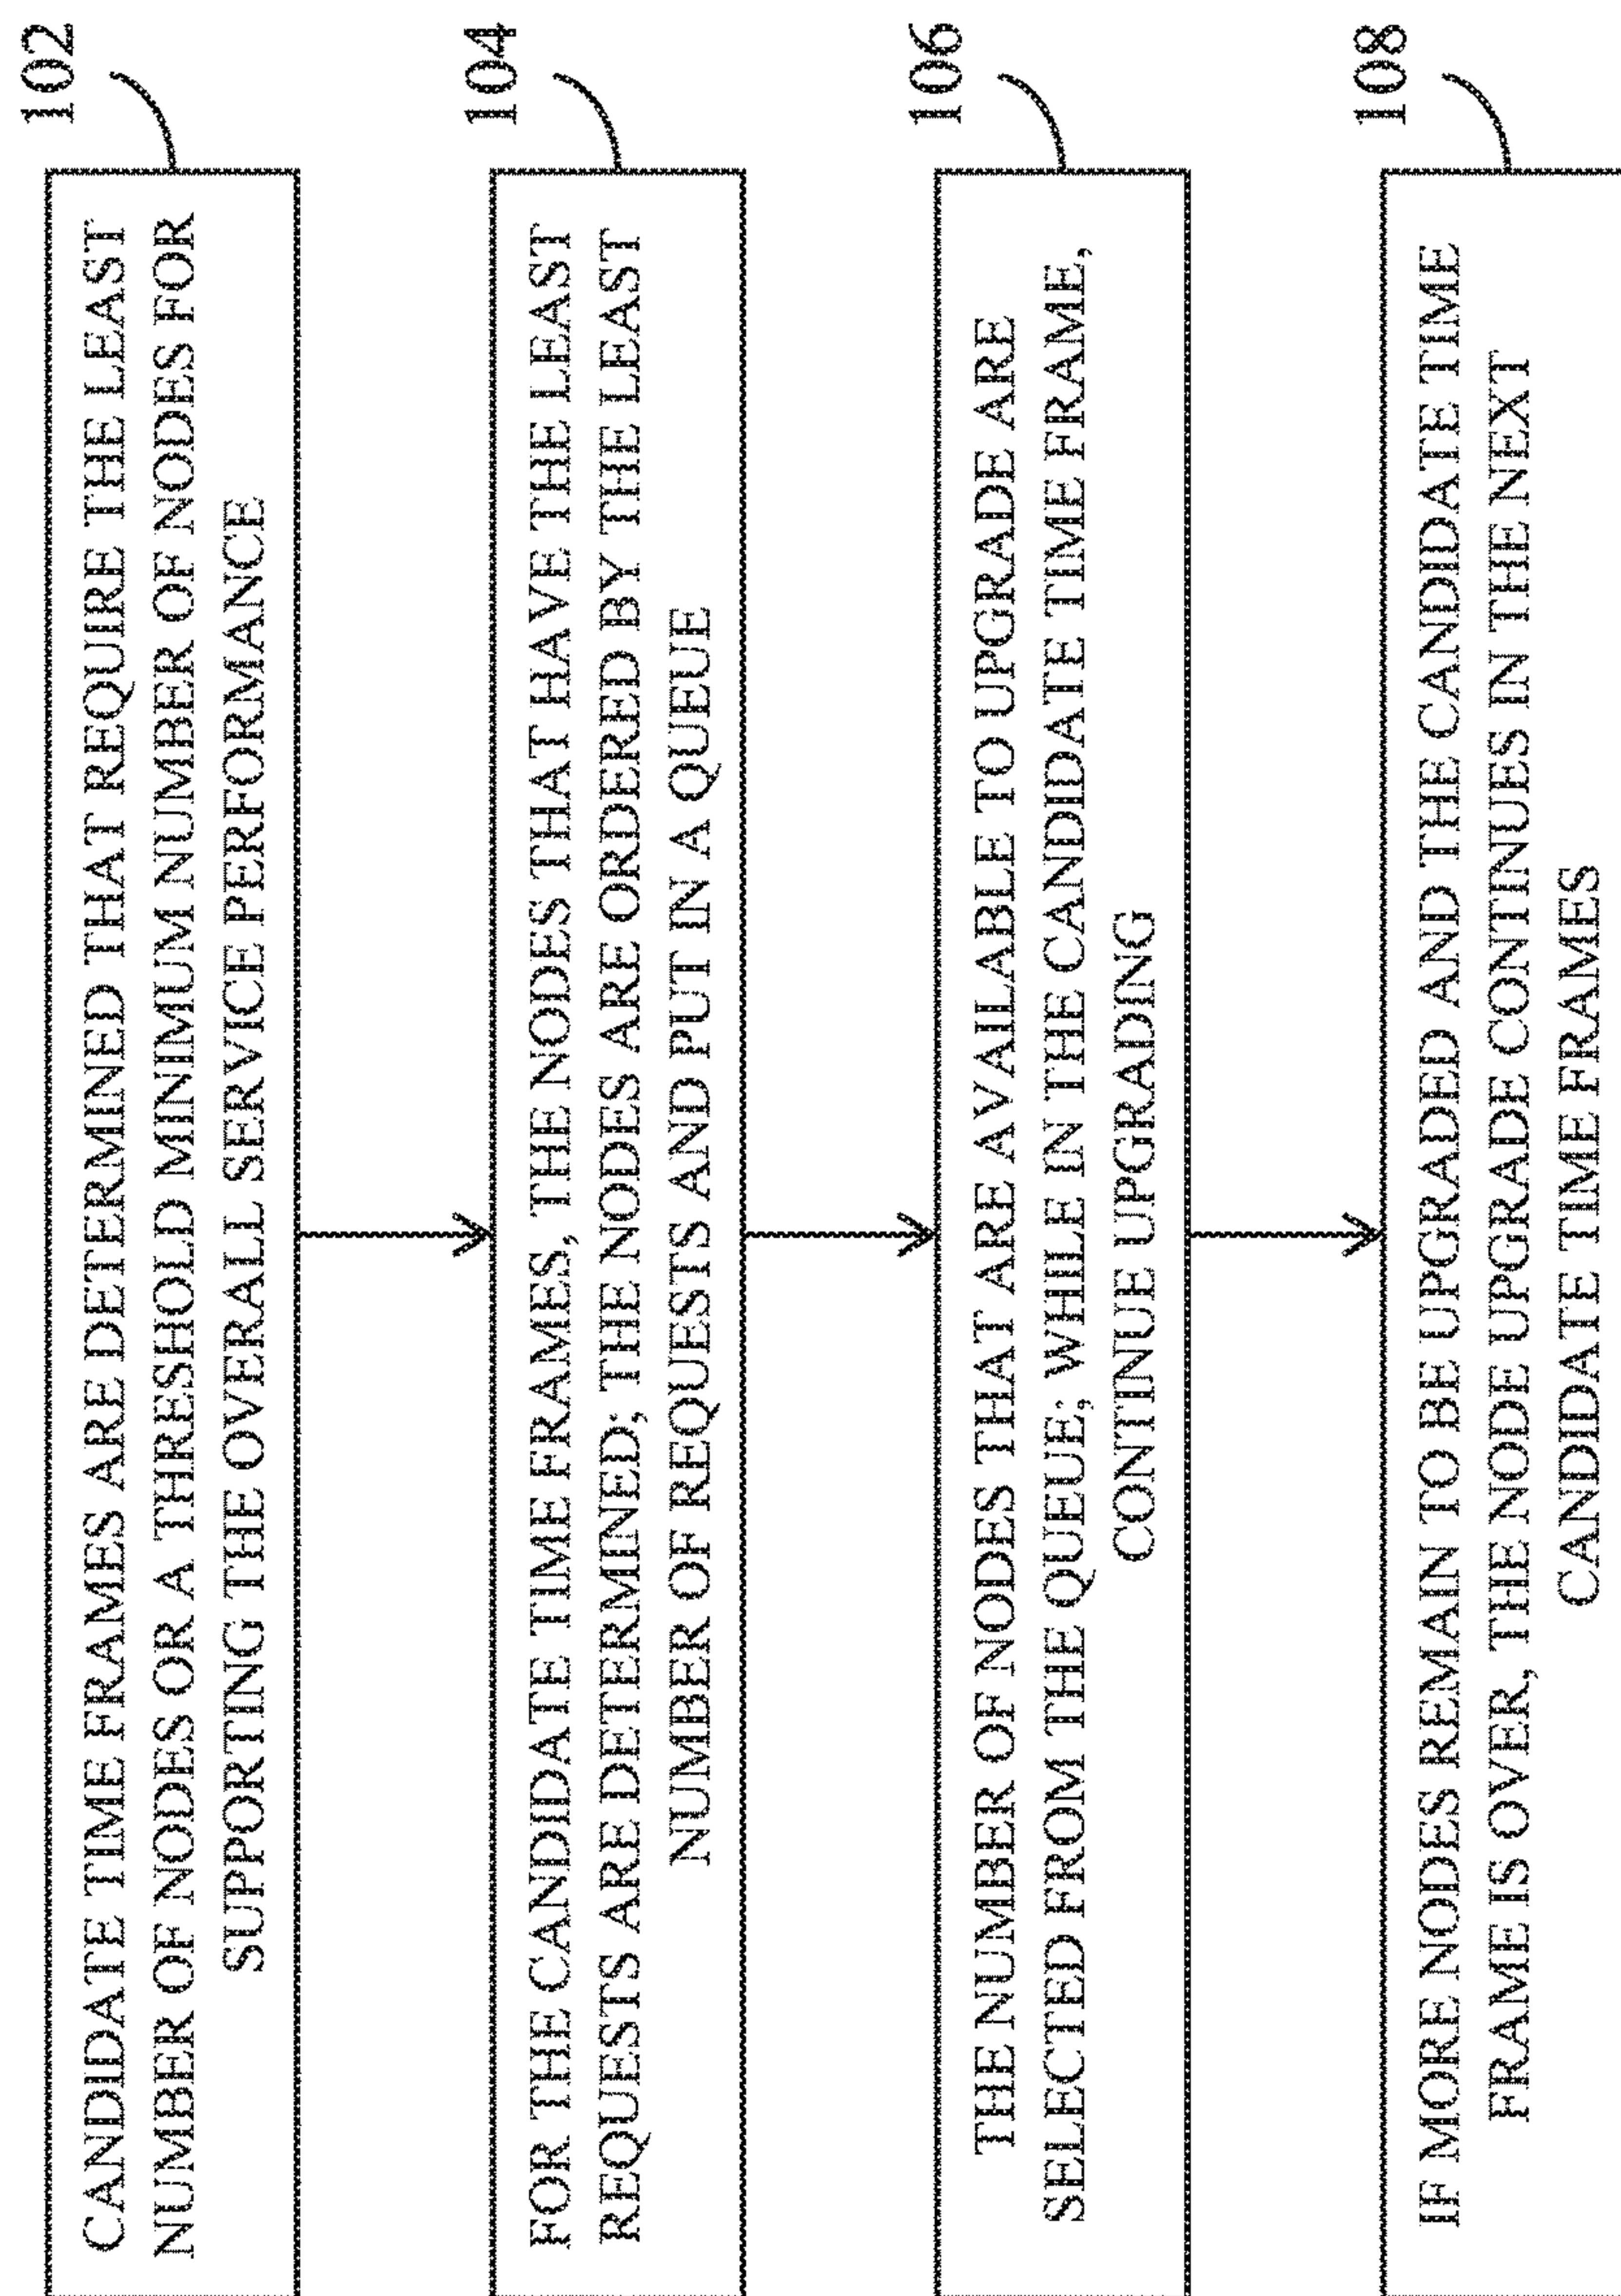 102
CANDIDATE TIME FRAMES ARE DETERMINED THAT REQUIRE THE LEAST
NUMBER OF NODES OR A THRESHOLD MINIMUM NUMBER OF NODES FOR
SUPPORTING THE OVERALL SERVICE PERFORMANCE
104
FOR THE CANDIDATE TIME FRAMES, THE NODES THAT HAVE THE LEAST
REQUESTS ARE DETERMINED; THE NODES ARE ORDERED BY THE LEAST
NUMBER OF REQUESTS AND PUT IN A QUEUE
106
THE NUMBER OF NODES THAT ARE AVAILABLE TO UPGRADE ARE
SELECTED FROM THE QUEUE; WHILE IN THE CANDIDATE TIME FRAME,
CONTINUE UPGRADING
108
IF MORE NODES REMAIN TO BE UPGRADED AND THE CANDIDATE TIME
FRAME IS OVER, THE NODE UPGRADE CONTINUES IN THE NEXT
CANDIDATE TIME FRAMES